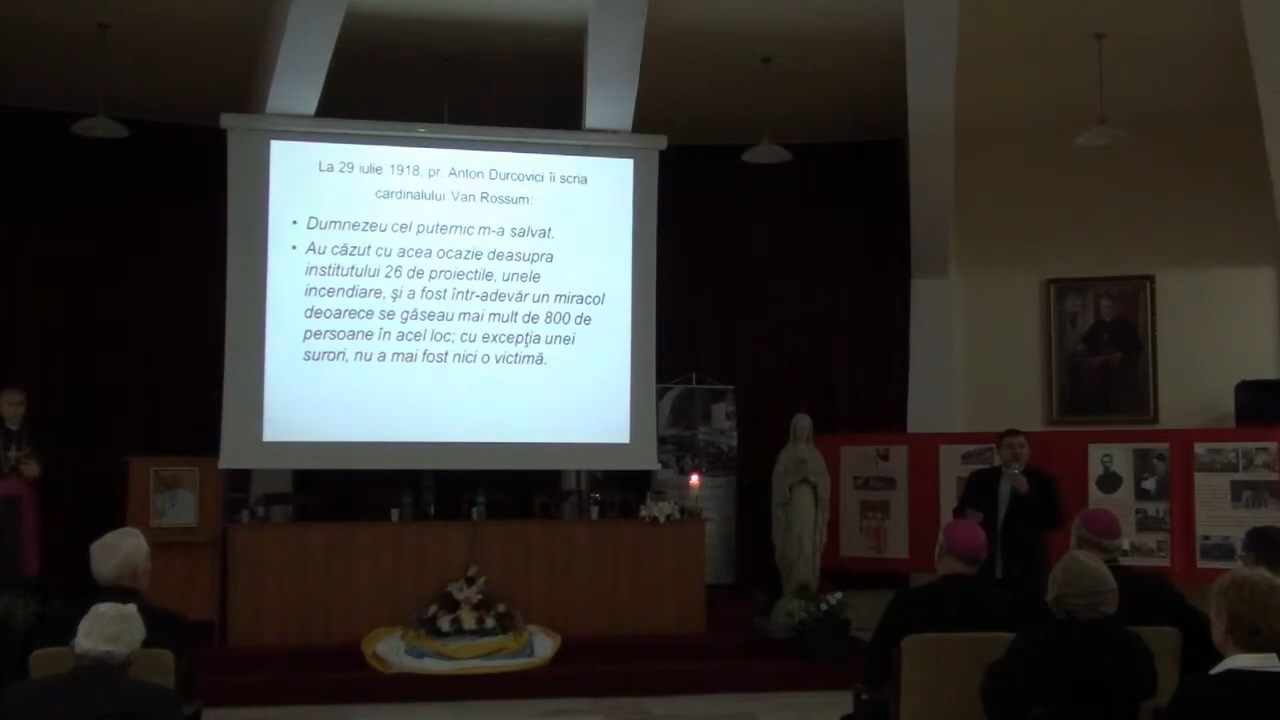 La 29 iulie 1918, pr. Anton Durcovici îi scria
cardinalului Van Rossum:
• Dumnezeu cel puternic m-a salvat.
• Au căzut cu acea ocazie deasupra
institutului 26 de proiectile, unele
incendiare, şi a fost într-adevăr un miracol
deoarece se găseau mai mult de 800 de
persoane în acel loc; cu excepţia unei
surori, nu a mai fost nici o victimă.